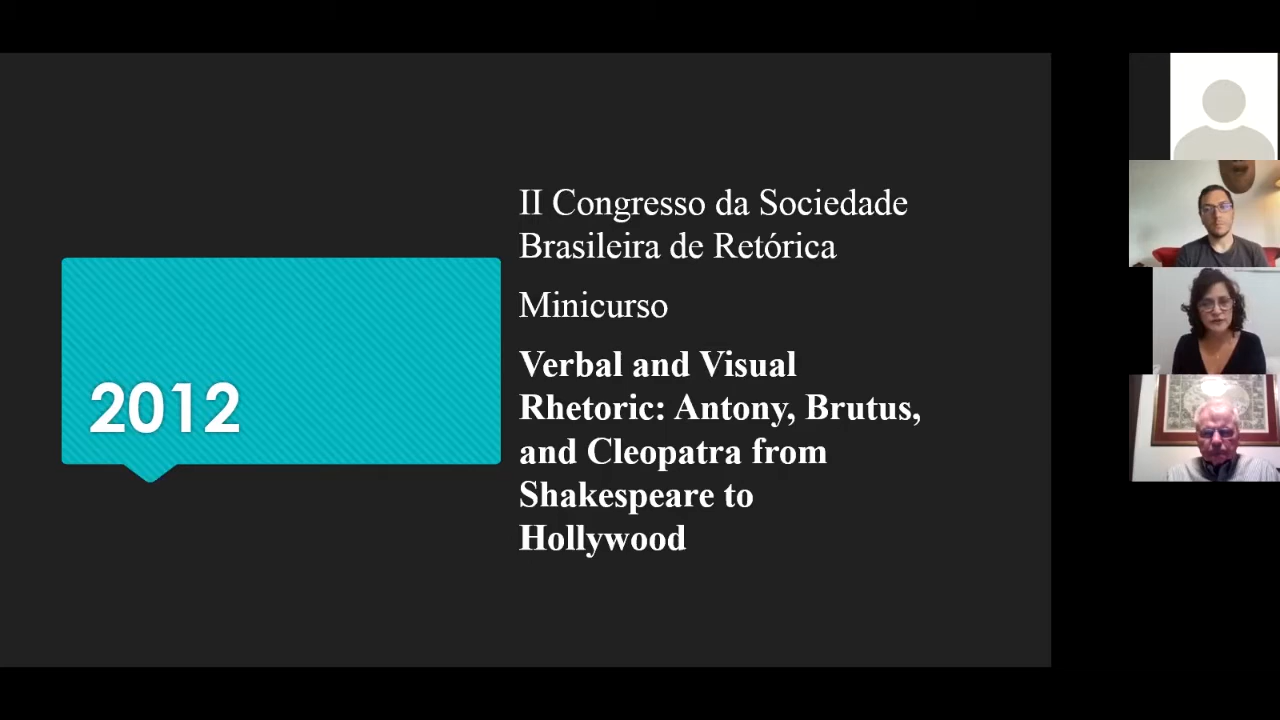 2012
II Congresso da Sociedade
Brasileira de Retórica
Minicurso
Verbal and Visual
Rhetoric: Antony, Brutus,
and Cleopatra from
Shakespeare to
Hollywood